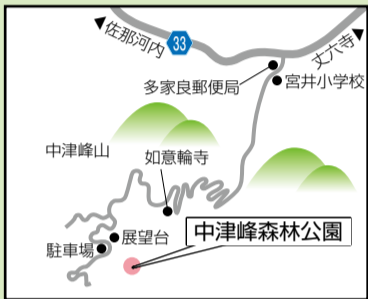 ◀佐那河内
33
丈六寺▶
多家良郵便局
宮井小学校
中津峰山
如意輪寺
中津峰森林公園
展望台
駐車場